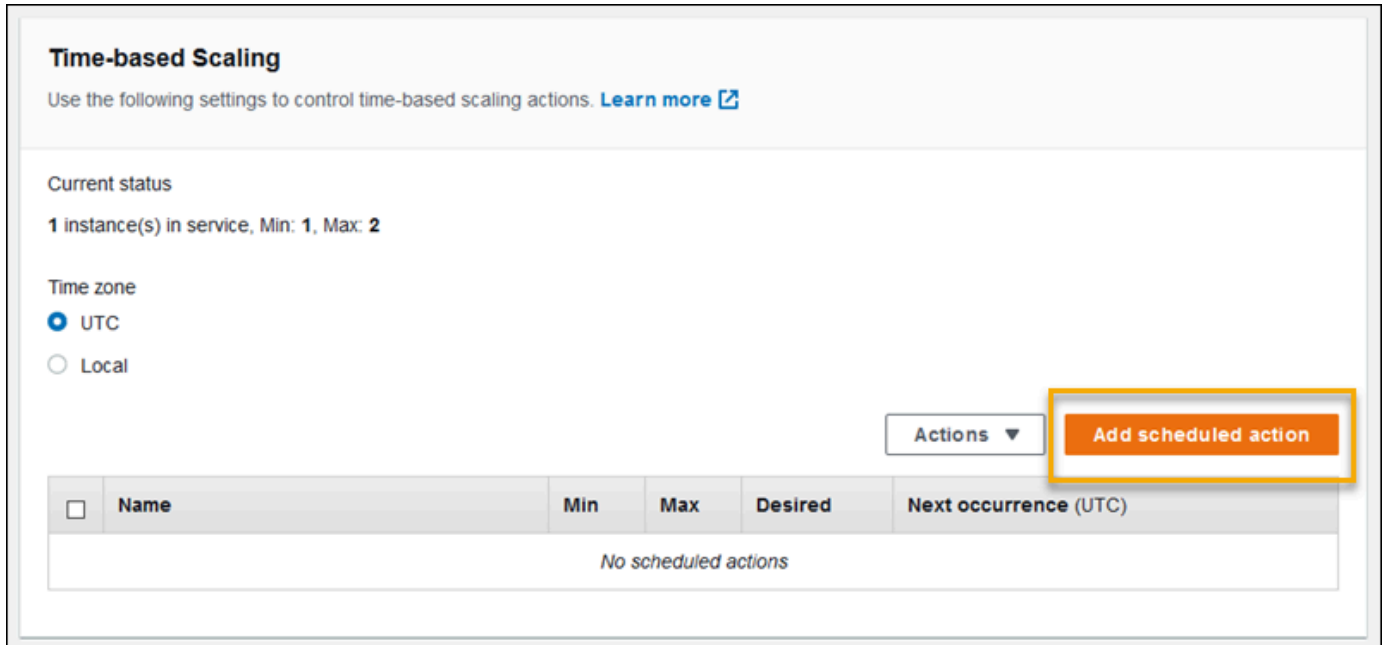 Time-based Scaling
Use the following settings to control time-based scaling actions. Learn more
Current status
1 instance(s) in service, Min: 1, Max: 2
Time zone
UTC
Local
Actions Add scheduled action
Name Min Max Desired Next occurrence (UTC)
No scheduled actions